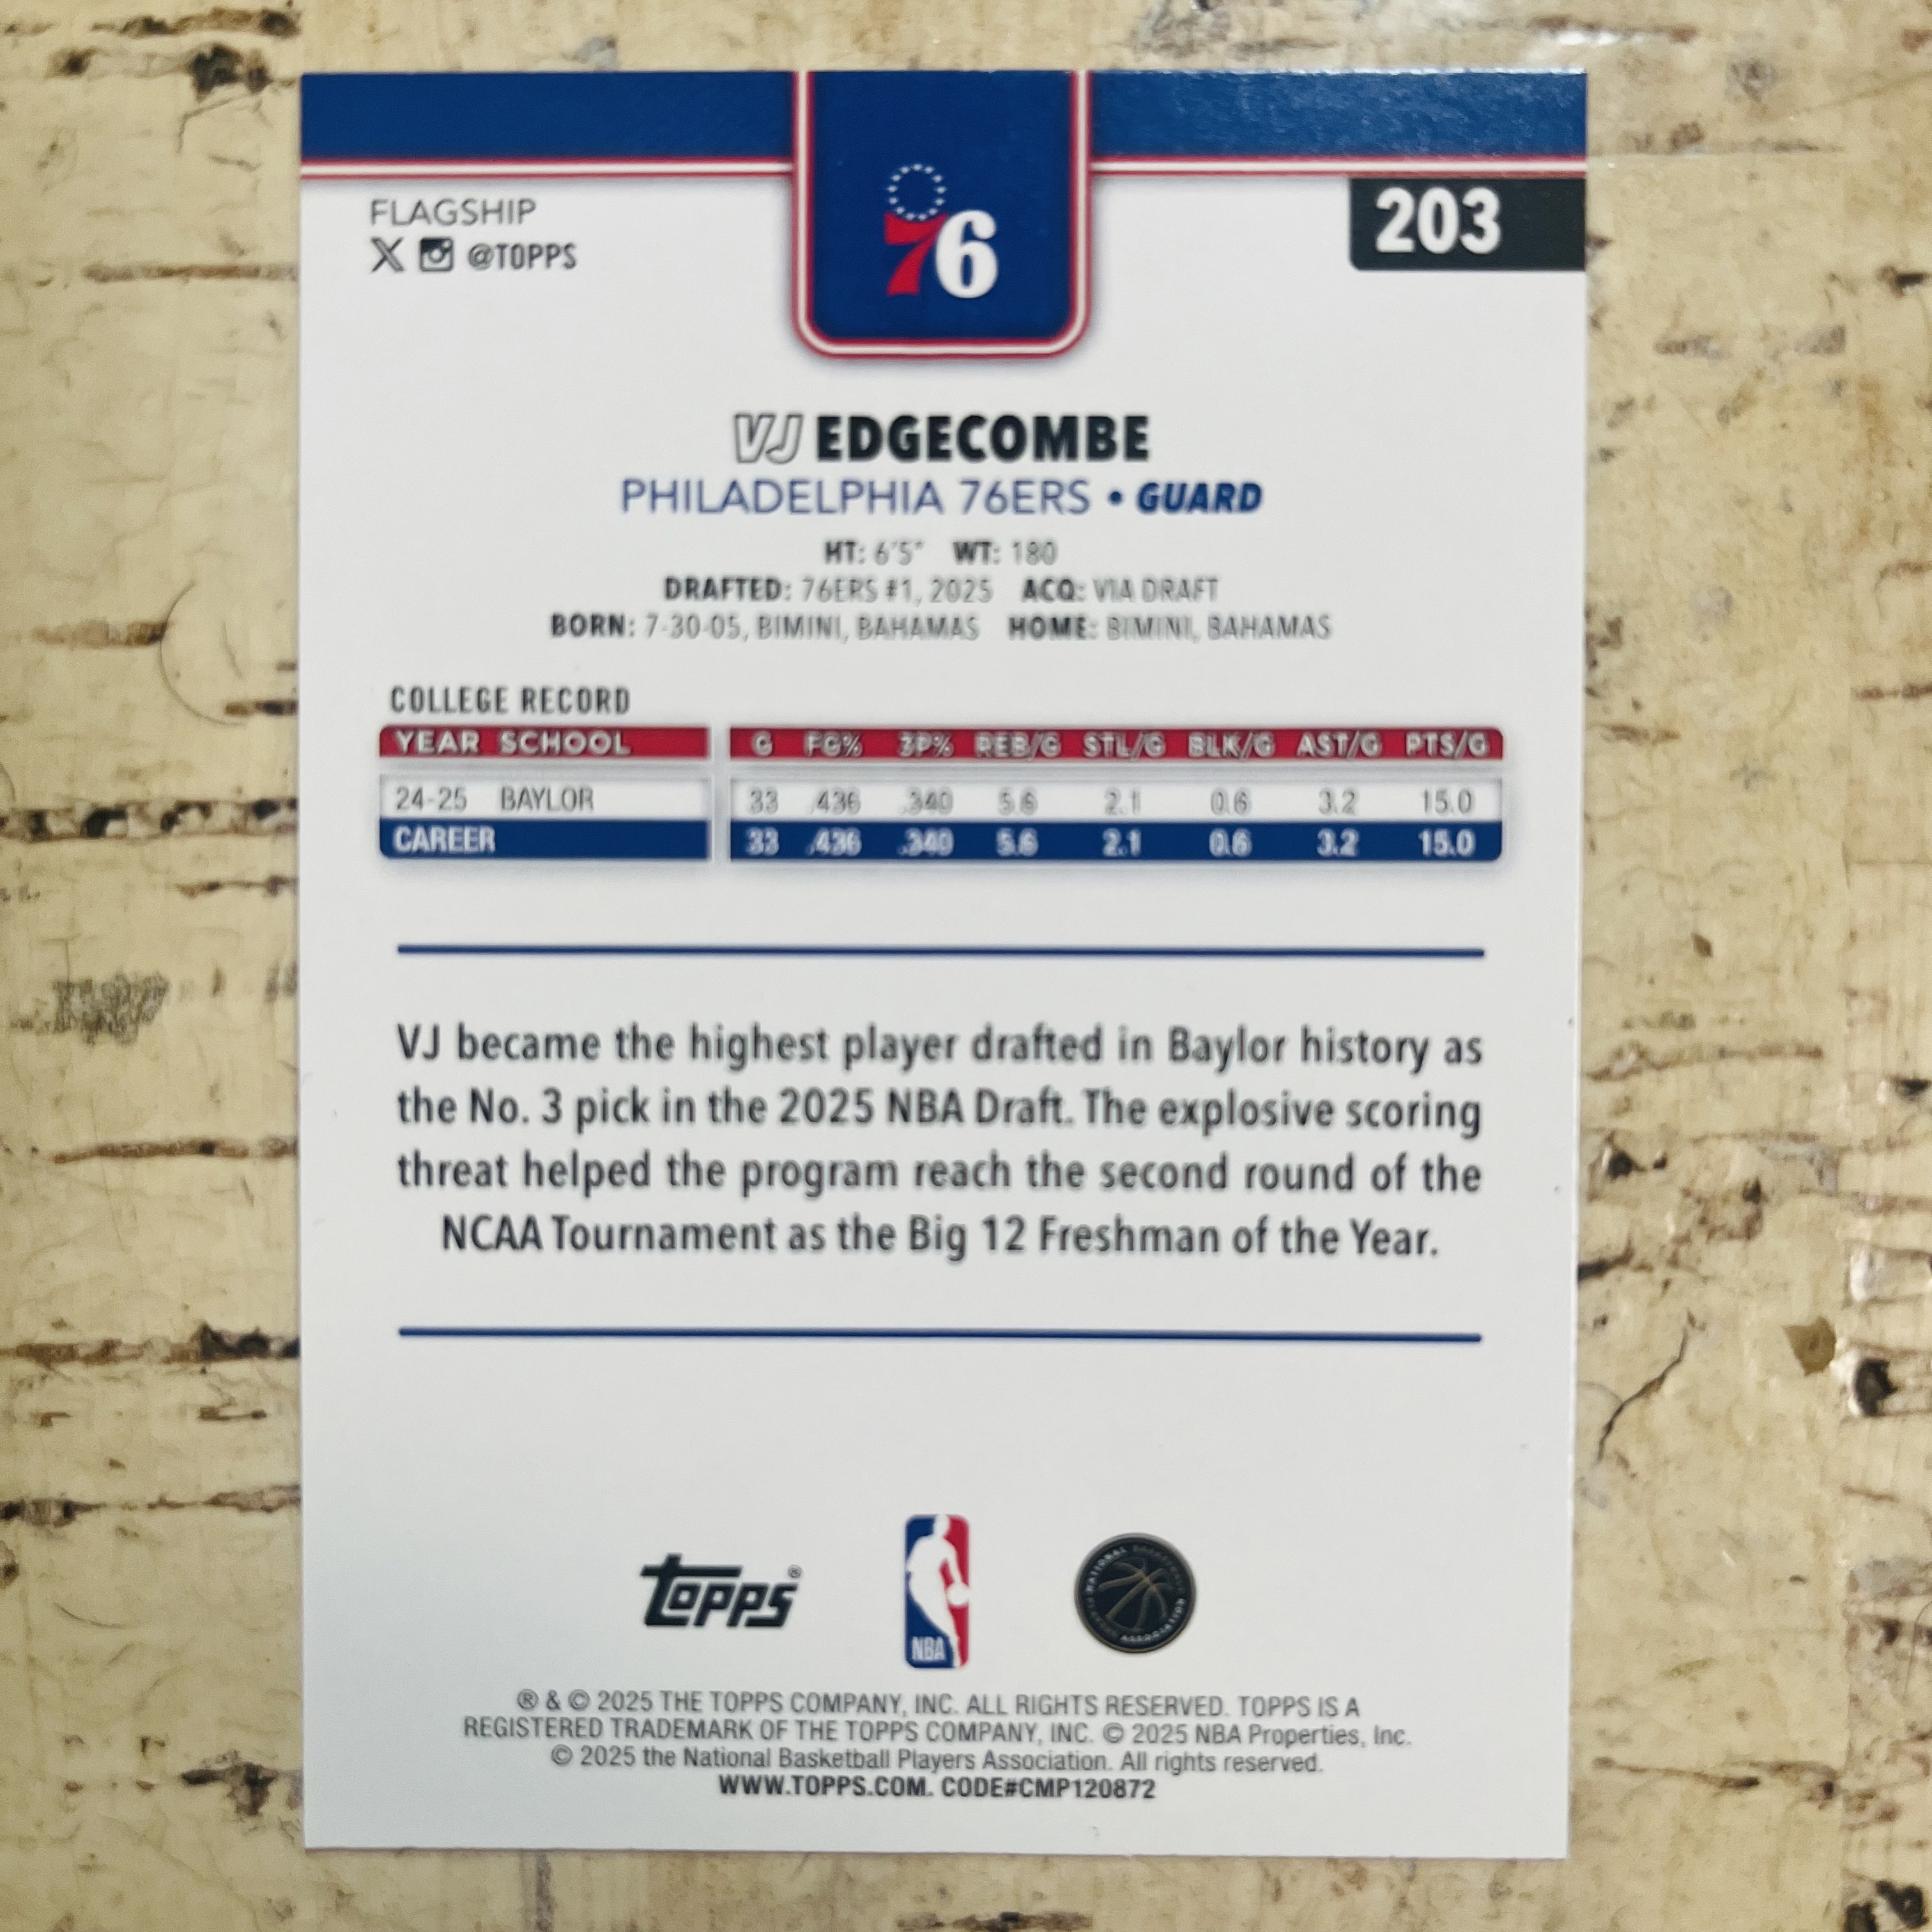 FLAGSHIP
@TOPPS
76
203
VJ EDGECOMBE
PHILADELPHIA 76ERS • GUARD
HT: 6'5" WT: 180
DRAFTED: 76ERS #1, 2025 ACQ: VIA DRAFT
BORN: 7-30-05, BIMINI, BAHAMAS HOME: BIMINI, BAHAMAS
COLLEGE RECORD
YEAR SCHOOL G FG% 3P% REB/G STL/G BLK/G AST/G PTS/G
24-25 BAYLOR 33 .436 .340 5.6 2.1 0.6 3.2 15.0
CAREER 33 .436 .340 5.6 2.1 0.6 3.2 15.0
VJ became the highest player drafted in Baylor history as
the No. 3 pick in the 2025 NBA Draft. The explosive scoring
threat helped the program reach the second round of the
NCAA Tournament as the Big 12 Freshman of the Year.
topps®
NBA
NATIONAL BASKETBALL PLAYERS ASSOCIATION
® & © 2025 THE TOPPS COMPANY, INC. ALL RIGHTS RESERVED. TOPPS IS A
REGISTERED TRADEMARK OF THE TOPPS COMPANY, INC. © 2025 NBA Properties, Inc.
© 2025 the National Basketball Players Association. All rights reserved.
WWW.TOPPS.COM. CODE#CMP120872